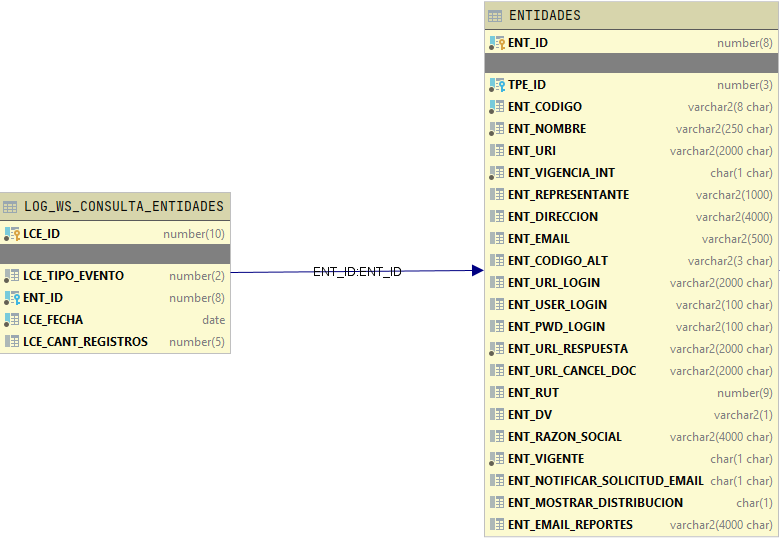 LOG_WS_CONSULTA_ENTIDADES
LCE_ID number(10)
LCE_TIPO_EVENTO number(2)
ENT_ID number(8)
LCE_FECHA date
LCE_CANT_REGISTROS number(5)
ENT_ID:ENT_ID
ENTIDADES
ENT_ID number(8)
TPE_ID number(3)
ENT_CODIGO varchar2(8 char)
ENT_NOMBRE varchar2(250 char)
ENT_URI varchar2(2000 char)
ENT_VIGENCIA_INT char(1 char)
ENT_REPRESENTANTE varchar2(1000)
ENT_DIRECCION varchar2(4000)
ENT_EMAIL varchar2(500)
ENT_CODIGO_ALT varchar2(3 char)
ENT_URL_LOGIN varchar2(2000 char)
ENT_USER_LOGIN varchar2(100 char)
ENT_PWD_LOGIN varchar2(100 char)
ENT_URL_RESPUESTA varchar2(2000 char)
ENT_URL_CANCEL_DOC varchar2(2000 char)
ENT_RUT number(9)
ENT_DV varchar2(1)
ENT_RAZON_SOCIAL varchar2(4000 char)
ENT_VIGENTE char(1 char)
ENT_NOTIFICAR_SOLICITUD_EMAIL char(1 char)
ENT_MOSTRAR_DISTRIBUCION char(1)
ENT_EMAIL_REPORTES varchar2(4000 char)